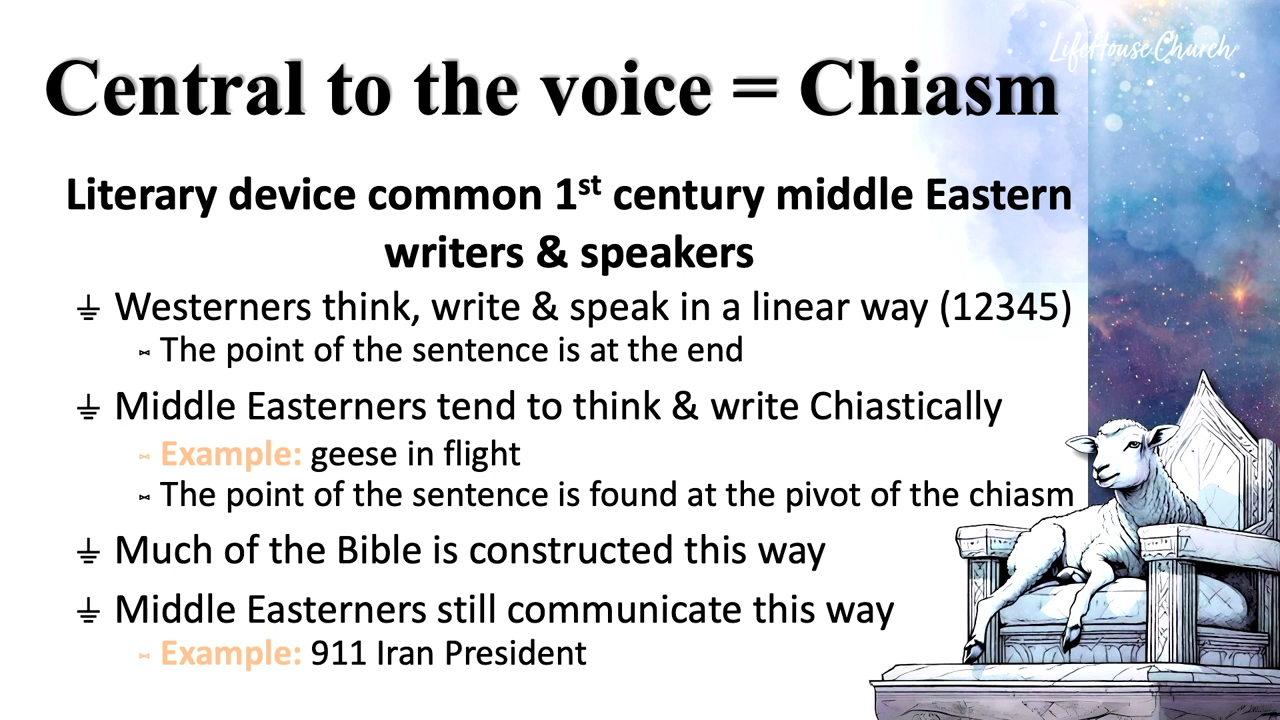 LifeHouse Church
Central to the voice = Chiasm
Literary device common 1st century middle Eastern
writers & speakers
⏚ Westerners think, write & speak in a linear way (12345)
⑅ The point of the sentence is at the end
⏚ Middle Easterners tend to think & write Chiastically
⑅ Example: geese in flight
⑅ The point of the sentence is found at the pivot of the chiasm
⏚ Much of the Bible is constructed this way
⏚ Middle Easterners still communicate this way
⑅ Example: 911 Iran President